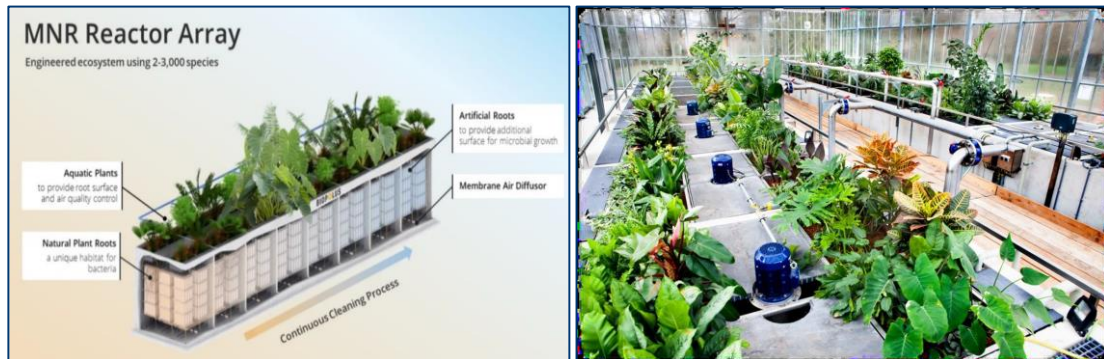 MNR Reactor Array
Engineered ecosystem using 2-3,000 species
Artificial Roots
to provide additional
surface for microbial growth
Aquatic Plants
to provide root surface
and air quality control
Membrane Air Diffusor
Natural Plant Roots
a unique habitat for
bacteria
Continuous Cleaning Process